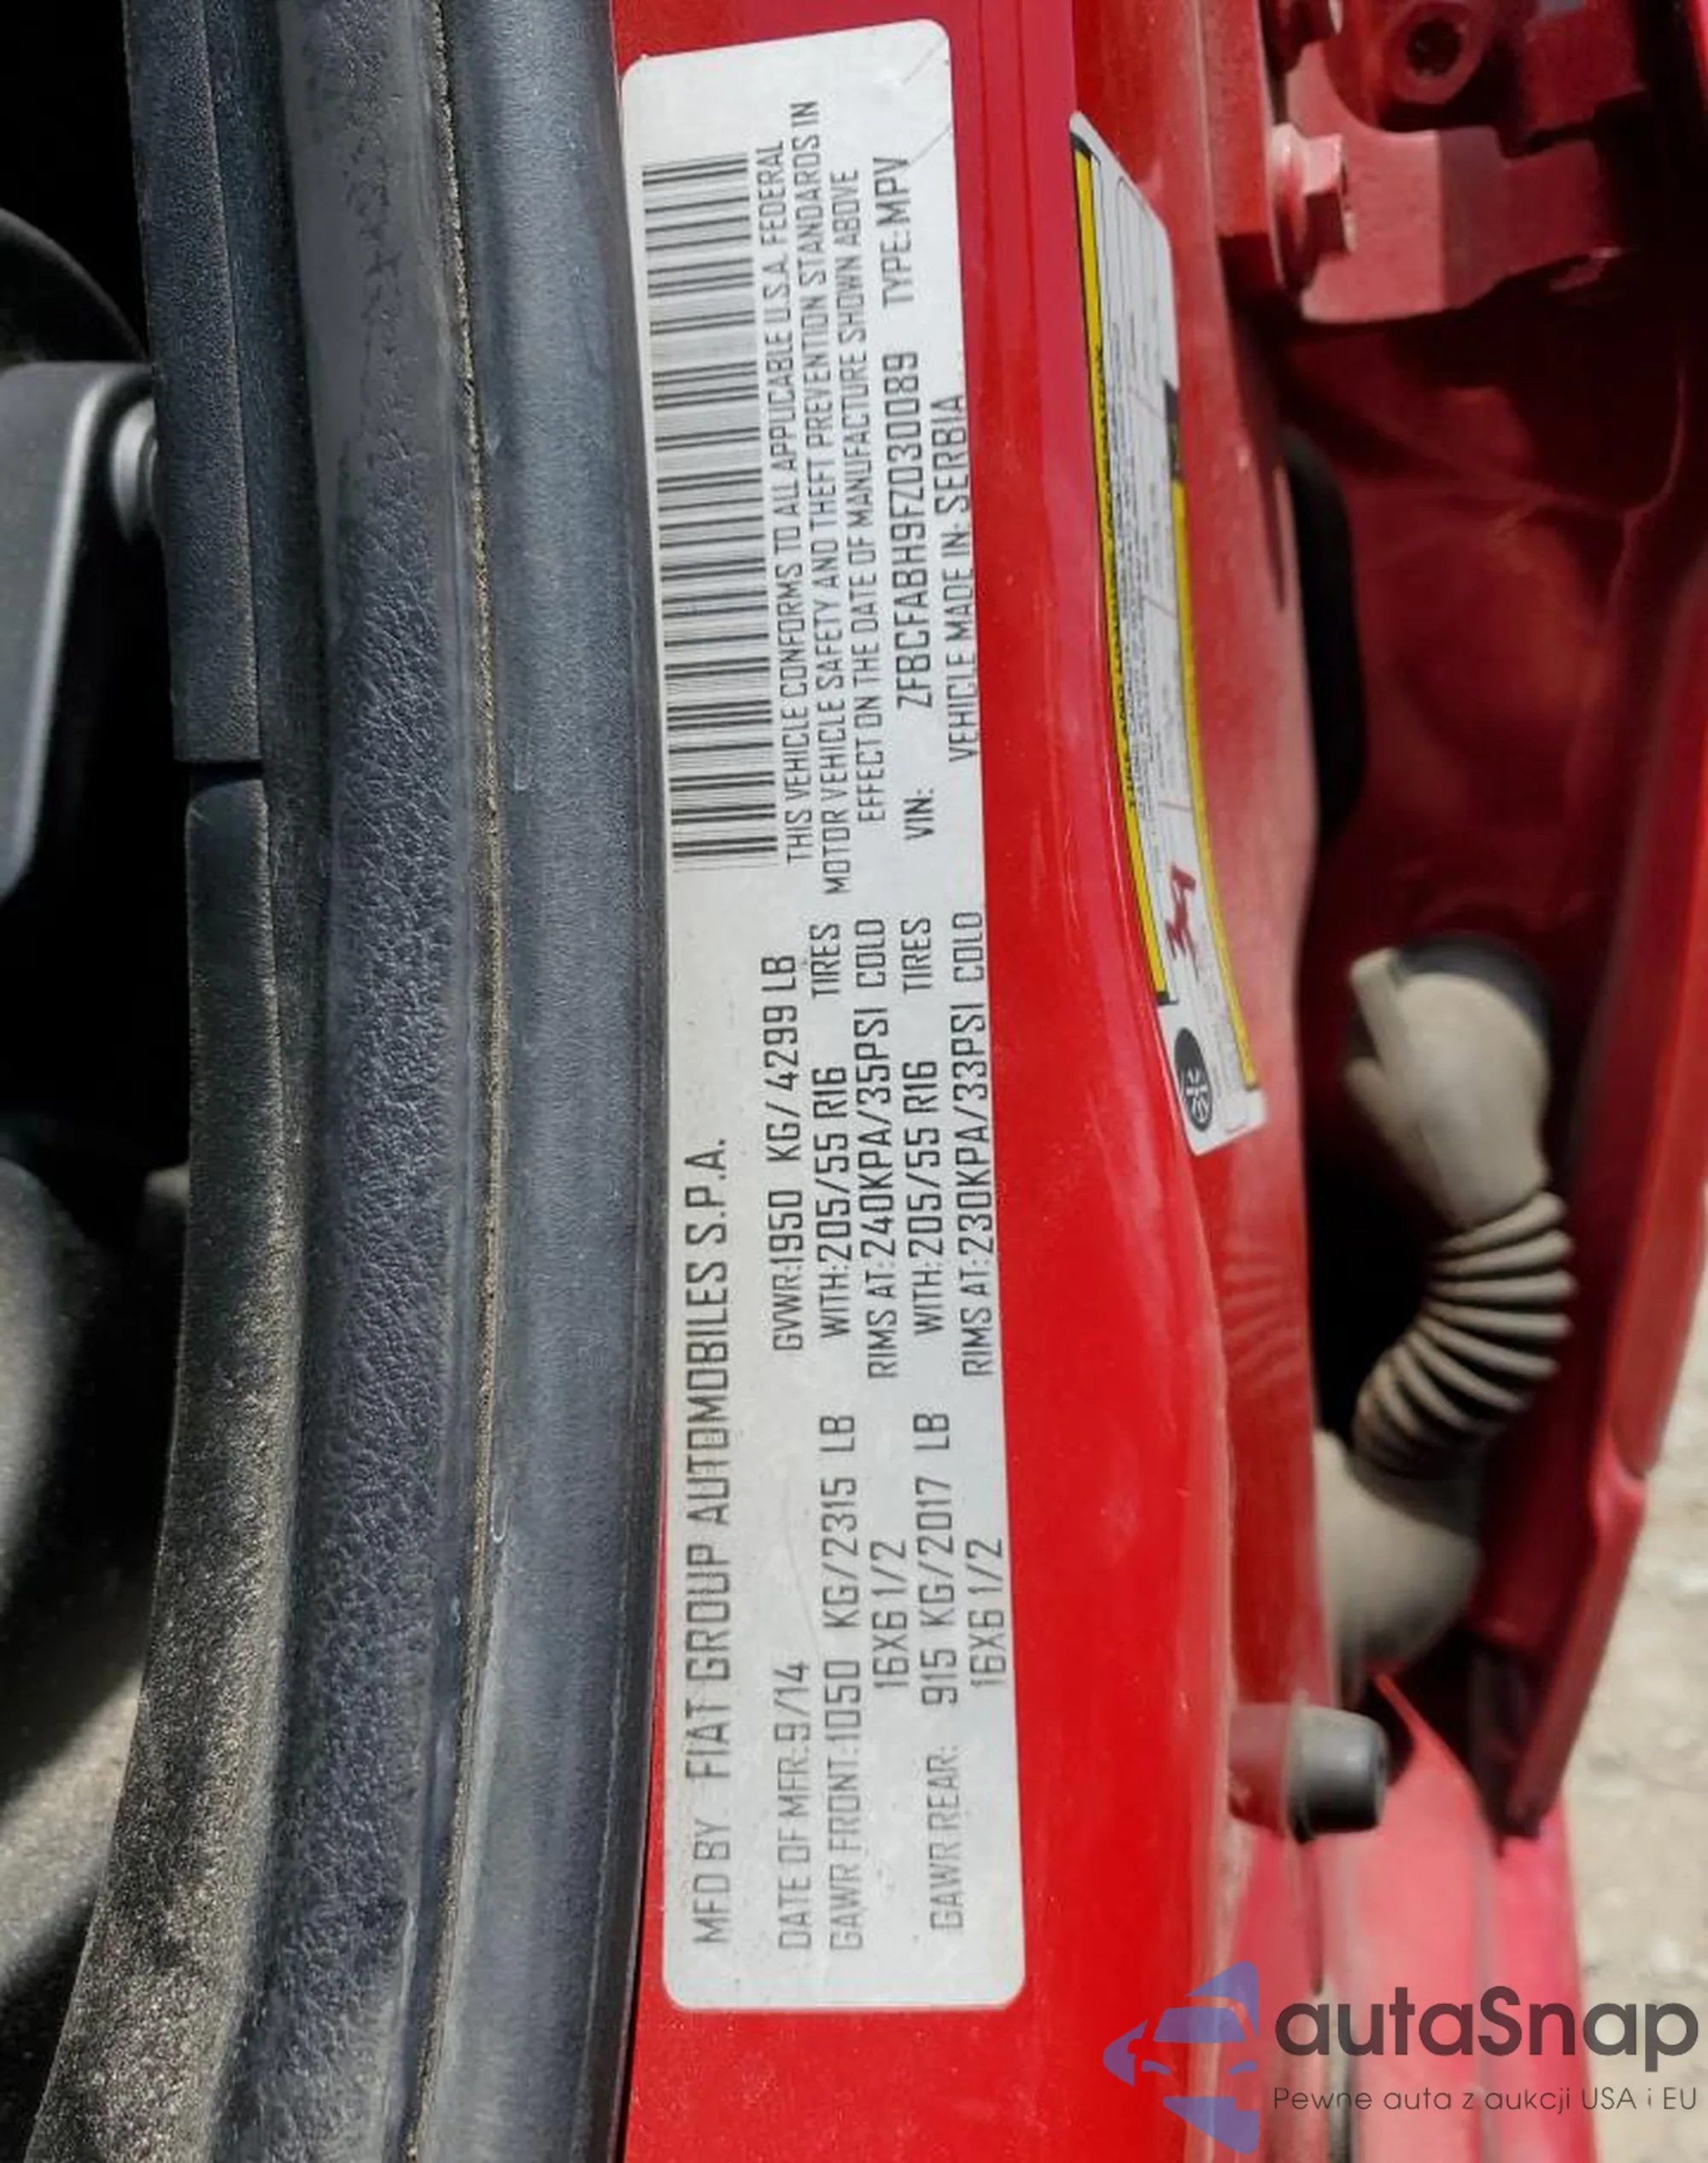 MFD BY FIAT GROUP AUTOMOBILES S.P.A.
DATE OF MFR:9/14 GVWR:1950 KG/4299 LB
GAWR FRONT:1050 KG/2315 LB WITH:205/55 R16 TIRES
16X6 1/2 RIMS AT:240KPA/35PSI COLD
GAWR REAR: 915 KG/2017 LB WITH:205/55 R16 TIRES
16X6 1/2 RIMS AT:230KPA/33PSI COLD
THIS VEHICLE CONFORMS TO ALL APPLICABLE U.S.A. FEDERAL
MOTOR VEHICLE SAFETY AND THEFT PREVENTION STANDARDS IN
EFFECT ON THE DATE OF MANUFACTURE SHOWN ABOVE
VIN: ZFBCFABH9FZ030089 TYPE:MPV
VEHICLE MADE IN: SERBIA
autaSnap
Pewne auta z aukcji USA i EU